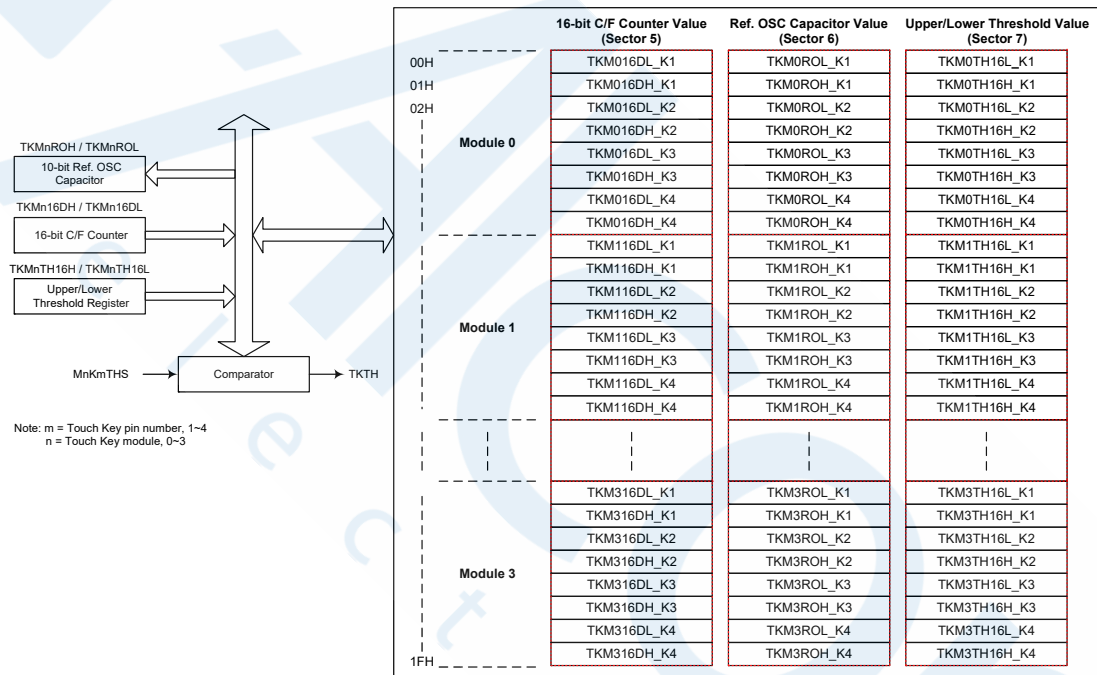 16-bit C/F Counter Value (Sector 5)
Ref. OSC Capacitor Value (Sector 6)
Upper/Lower Threshold Value (Sector 7)
00H
01H
02H
1FH
TKMnROH / TKMnROL
10-bit Ref. OSC
Capacitor
TKMn16DH / TKMn16DL
16-bit C/F Counter
TKMnTH16H / TKMnTH16L
Upper/Lower
Threshold Register
MnKmTHS
Comparator
TKTH
Note: m = Touch Key pin number, 1~4
n = Touch Key module, 0~3
Module 0
TKM016DL_K1 TKM0ROL_K1 TKM0TH16L_K1
TKM016DH_K1 TKM0ROH_K1 TKM0TH16H_K1
TKM016DL_K2 TKM0ROL_K2 TKM0TH16L_K2
TKM016DH_K2 TKM0ROH_K2 TKM0TH16H_K2
TKM016DL_K3 TKM0ROL_K3 TKM0TH16L_K3
TKM016DH_K3 TKM0ROH_K3 TKM0TH16H_K3
TKM016DL_K4 TKM0ROL_K4 TKM0TH16L_K4
TKM016DH_K4 TKM0ROH_K4 TKM0TH16H_K4
Module 1
TKM116DL_K1 TKM1ROL_K1 TKM1TH16L_K1
TKM116DH_K1 TKM1ROH_K1 TKM1TH16H_K1
TKM116DL_K2 TKM1ROL_K2 TKM1TH16L_K2
TKM116DH_K2 TKM1ROH_K2 TKM1TH16H_K2
TKM116DL_K3 TKM1ROL_K3 TKM1TH16L_K3
TKM116DH_K3 TKM1ROH_K3 TKM1TH16H_K3
TKM116DL_K4 TKM1ROL_K4 TKM1TH16L_K4
TKM116DH_K4 TKM1ROH_K4 TKM1TH16H_K4
Module 3
TKM316DL_K1 TKM3ROL_K1 TKM3TH16L_K1
TKM316DH_K1 TKM3ROH_K1 TKM3TH16H_K1
TKM316DL_K2 TKM3ROL_K2 TKM3TH16L_K2
TKM316DH_K2 TKM3ROH_K2 TKM3TH16H_K2
TKM316DL_K3 TKM3ROL_K3 TKM3TH16L_K3
TKM316DH_K3 TKM3ROH_K3 TKM3TH16H_K3
TKM316DL_K4 TKM3ROL_K4 TKM3TH16L_K4
TKM316DH_K4 TKM3ROH_K4 TKM3TH16H_K4